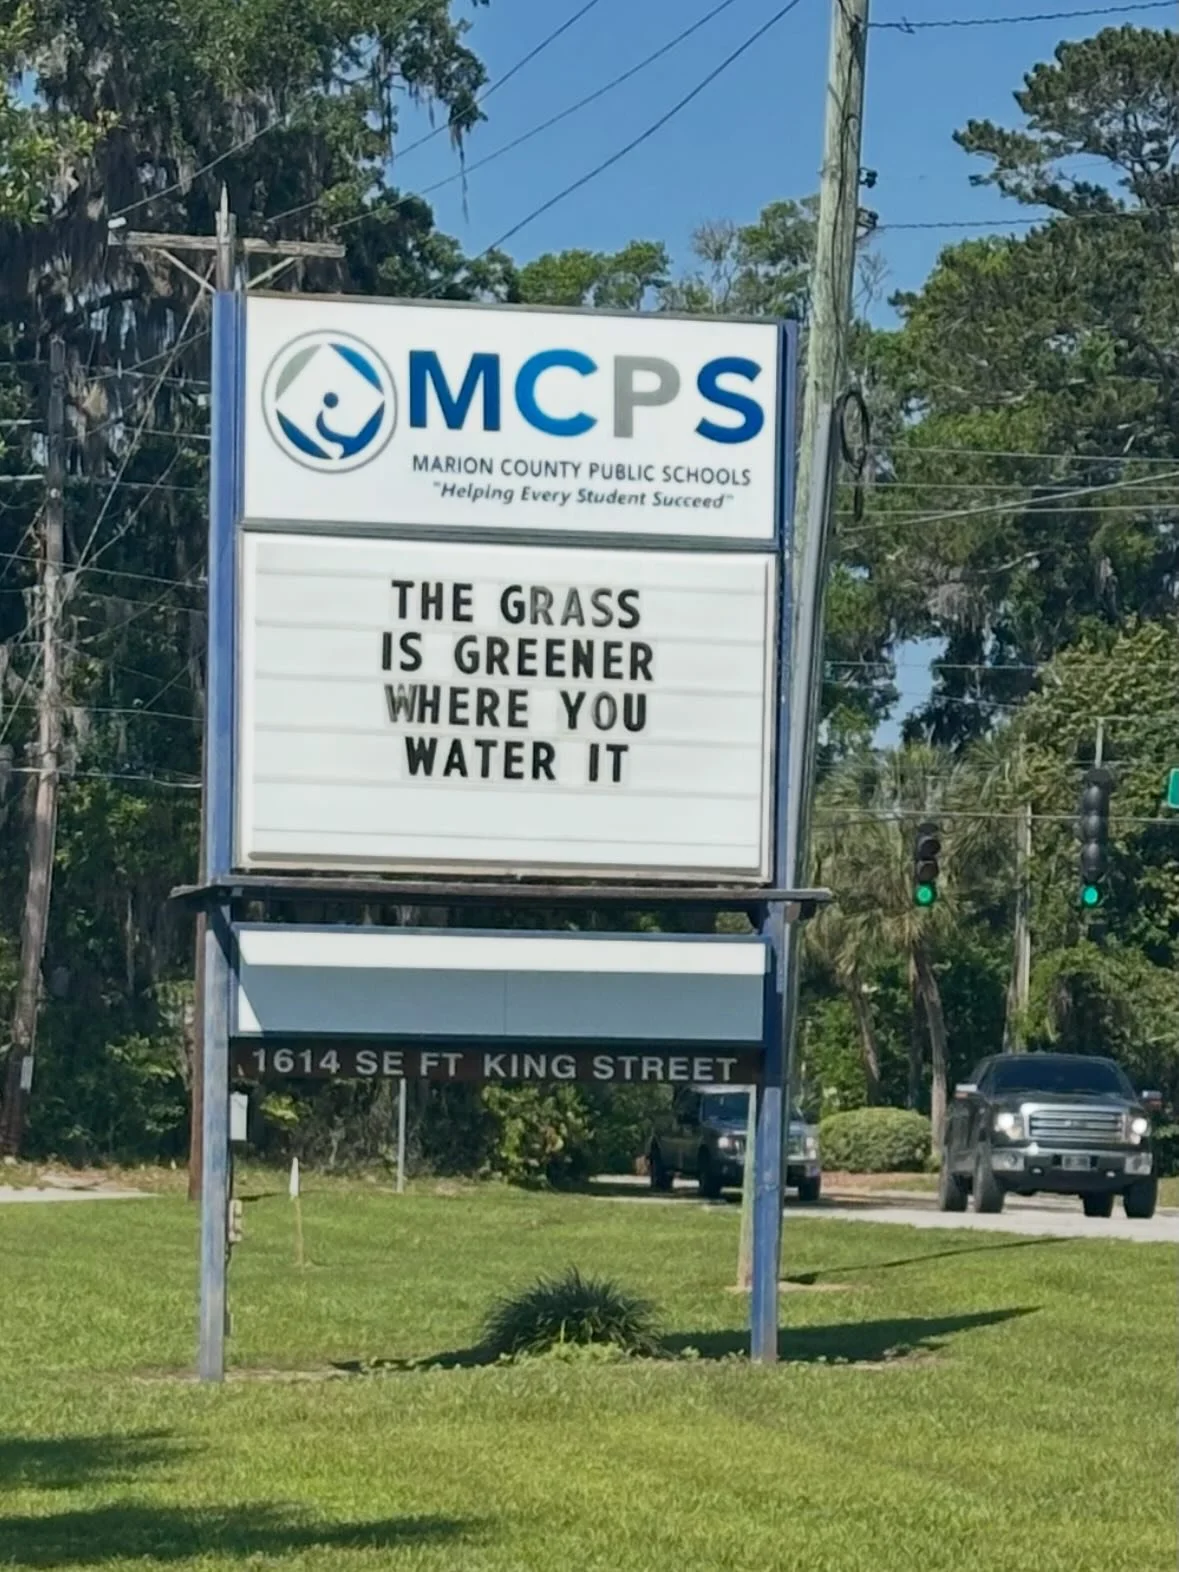 MCPS
MARION COUNTY PUBLIC SCHOOLS
"Helping Every Student Succeed"
THE GRASS
IS GREENER
WHERE YOU
WATER IT
1614 SE FT KING STREET